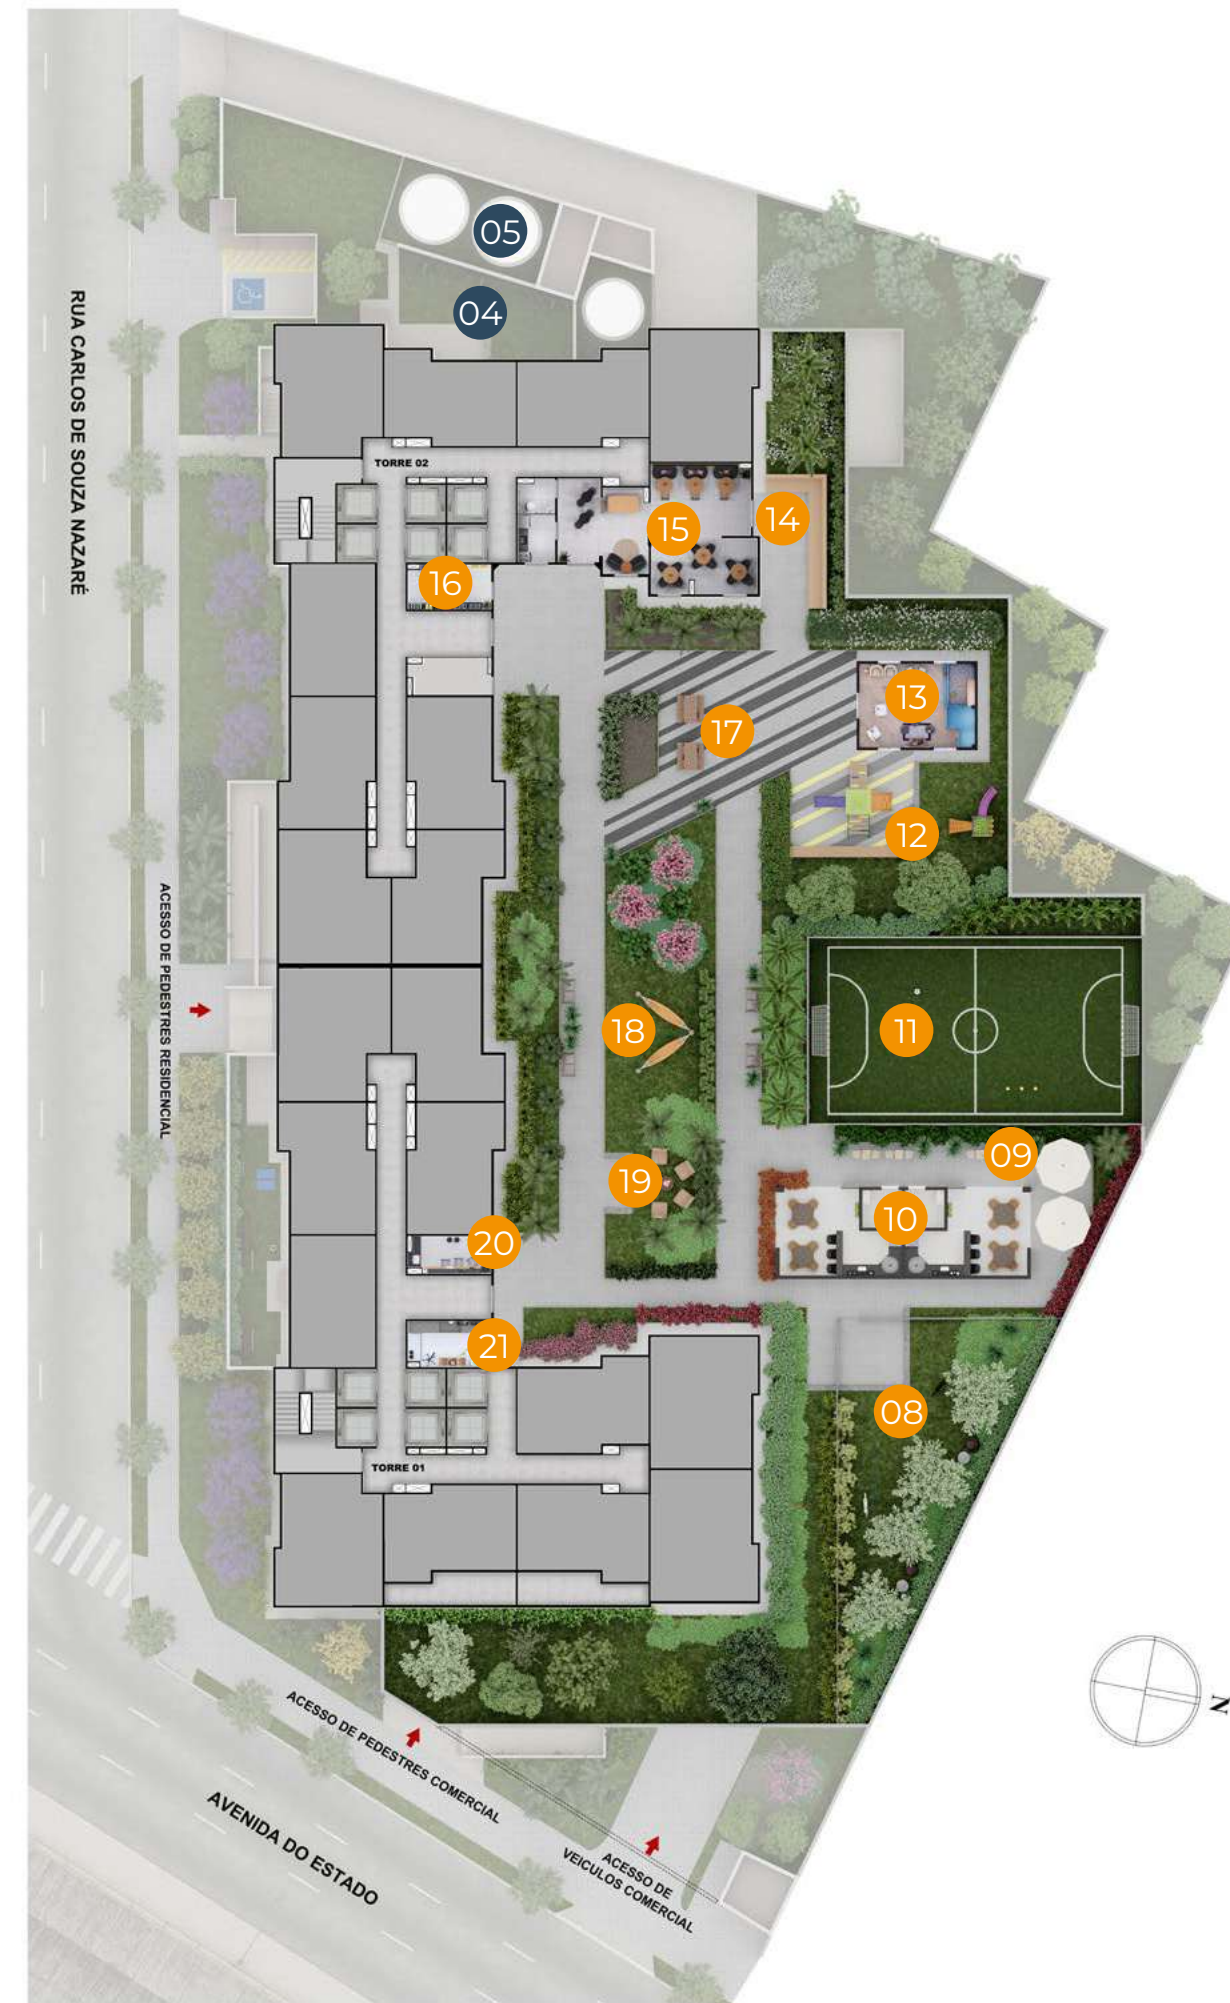 05
04
RUA CARLOS DE SOUZA NAZARÉ
TORRE 02
15
14
16
13
17
12
ACESSO DE PEDESTRES RESIDENCIAL
18
11
09
19
10
20
21
08
TORRE 01
N
ACESSO DE PEDESTRES COMERCIAL
AVENIDA DO ESTADO
ACESSO DE
VEICULOS COMERCIAL